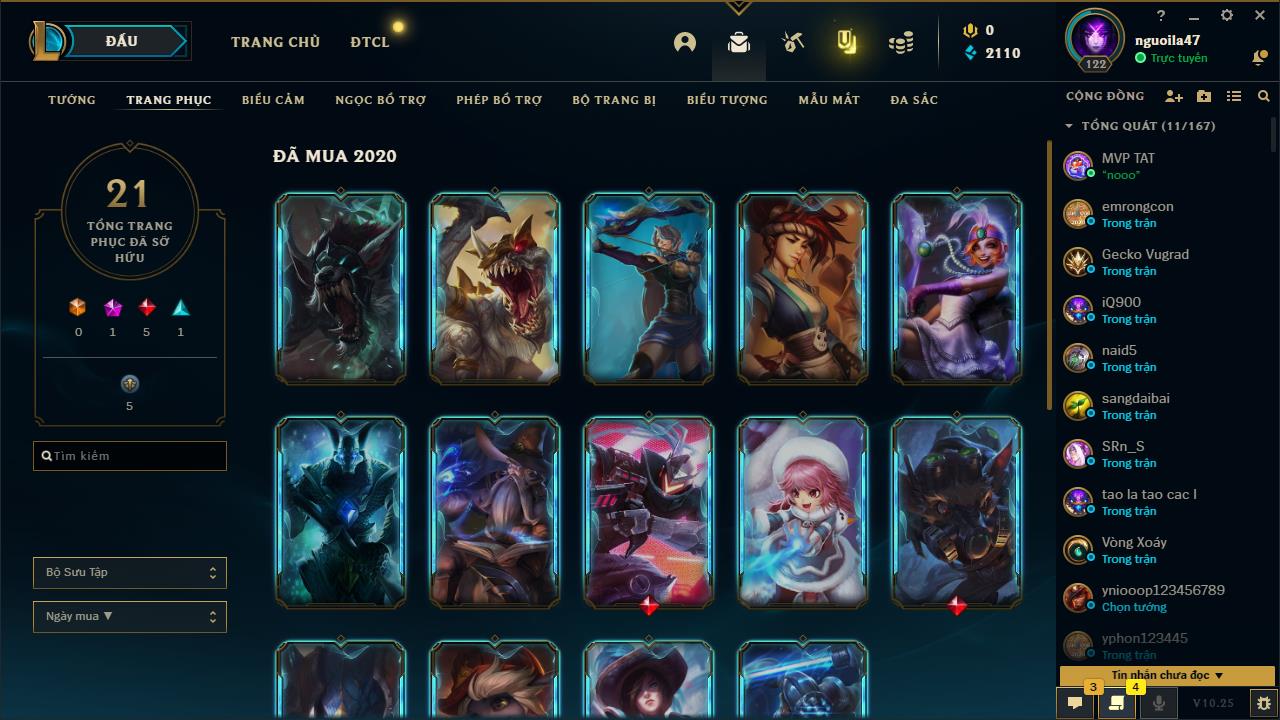 ĐẤU
TRANG CHỦ
ĐTCL
0
2110
?
nguoila47
Trực tuyến
122
TƯỚNG
TRANG PHỤC
BIỂU CẢM
NGỌC BỔ TRỢ
PHÉP BỔ TRỢ
BỘ TRANG BỊ
BIỂU TƯỢNG
MẪU MẮT
ĐA SẮC
21
TỔNG TRANG
PHỤC ĐÃ SỞ
HỮU
0
1
5
1
5
Tìm kiếm
Bộ Sưu Tập
Ngày mua ▼
ĐÃ MUA 2020
CỘNG ĐỒNG
TỔNG QUÁT (11/167)
MVP TAT
"nooo"
emrongcon
Trong trận
Gecko Vugrad
Trong trận
iQ900
Trong trận
naid5
Trong trận
sangdaibai
Trong trận
SRn_S
Trong trận
tao la tao cac l
Trong trận
Vòng Xoáy
Trong trận
yniooop123456789
Chọn tướng
yphon123445
Trong trận
Tin nhắn chưa đọc ▼
3
4
V10.25